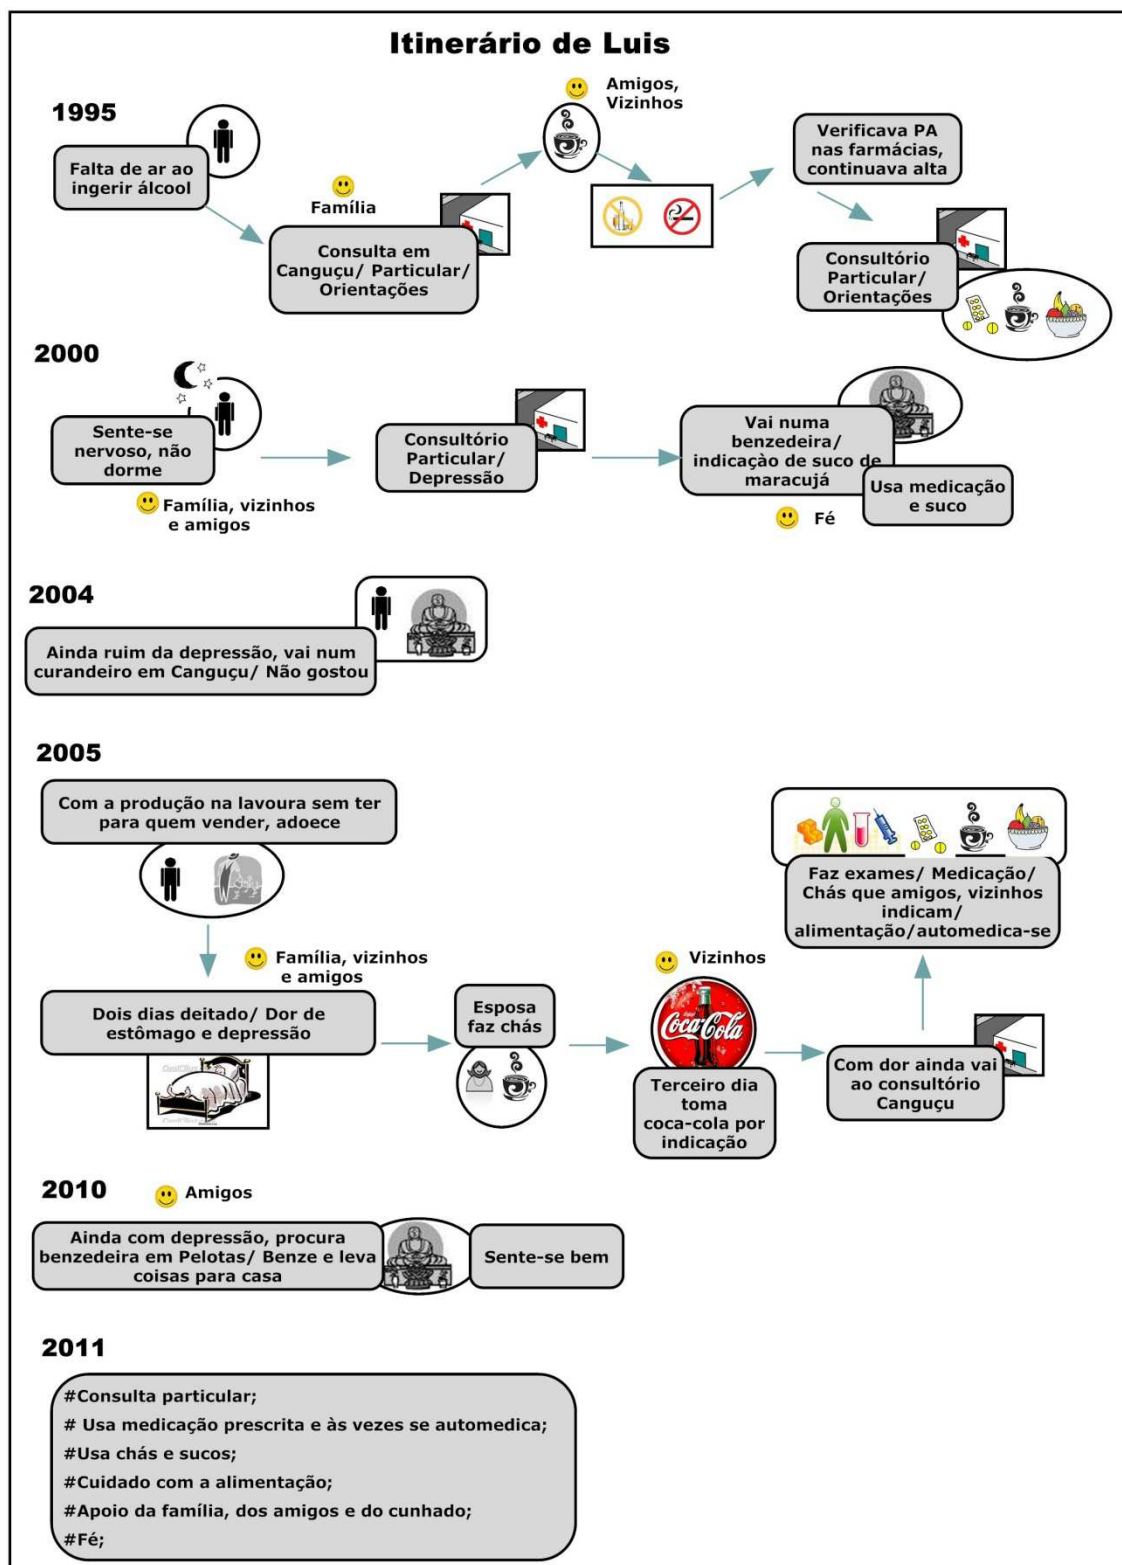 Itinerário de Luis
1995
Falta de ar ao
ingerir álcool
Família
Consulta em
Canguçu/ Particular/
Orientações
Amigos,
Vizinhos
Verificava PA
nas farmácias,
continuava alta
Consultório
Particular/
Orientações
2000
Sente-se
nervoso, não
dorme
Família, vizinhos
e amigos
Consultório
Particular/
Depressão
Vai numa
benzedeira/
indicaçào de suco de
maracujá
Usa medicação
e suco
Fé
2004
Ainda ruim da depressão, vai num
curandeiro em Canguçu/ Não gostou
2005
Com a produção na lavoura sem ter
para quem vender, adoece
Família, vizinhos
e amigos
Dois dias deitado/ Dor de
estômago e depressão
Esposa
faz chás
Vizinhos
Coca-Cola
Terceiro dia
toma
coca-cola por
indicação
Com dor ainda vai
ao consultório
Canguçu
Faz exames/ Medicação/
Chás que amigos, vizinhos
indicam/
alimentação/automedica-se
2010
Amigos
Ainda com depressão, procura
benzedeira em Pelotas/ Benze e leva
coisas para casa
Sente-se bem
2011
#Consulta particular;
# Usa medicação prescrita e às vezes se automedica;
#Usa chás e sucos;
#Cuidado com a alimentação;
#Apoio da família, dos amigos e do cunhado;
#Fé;